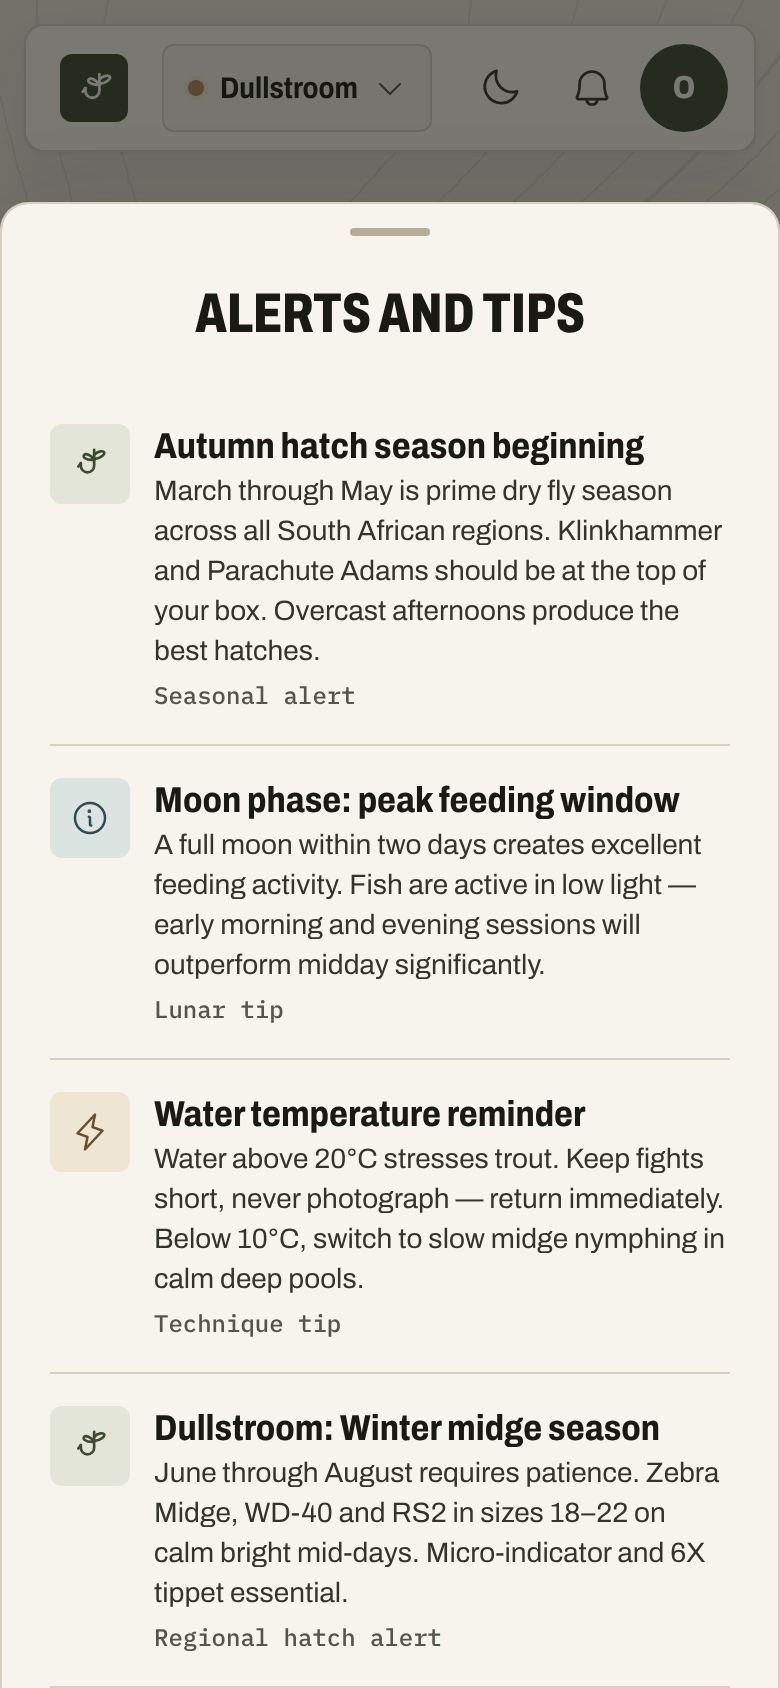 Dullstroom
O
ALERTS AND TIPS
Autumn hatch season beginning
March through May is prime dry fly season
across all South African regions. Klinkhammer
and Parachute Adams should be at the top of
your box. Overcast afternoons produce the
best hatches.
Seasonal alert
Moon phase: peak feeding window
A full moon within two days creates excellent
feeding activity. Fish are active in low light —
early morning and evening sessions will
outperform midday significantly.
Lunar tip
Water temperature reminder
Water above 20°C stresses trout. Keep fights
short, never photograph — return immediately.
Below 10°C, switch to slow midge nymphing in
calm deep pools.
Technique tip
Dullstroom: Winter midge season
June through August requires patience. Zebra
Midge, WD-40 and RS2 in sizes 18–22 on
calm bright mid-days. Micro-indicator and 6X
tippet essential.
Regional hatch alert